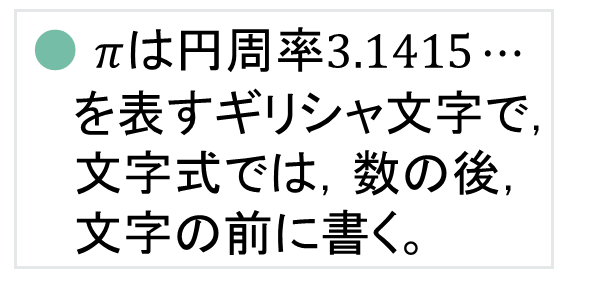 πは円周率3.1415…
を表すギリシャ文字で,
文字式では, 数の後,
文字の前に書く。